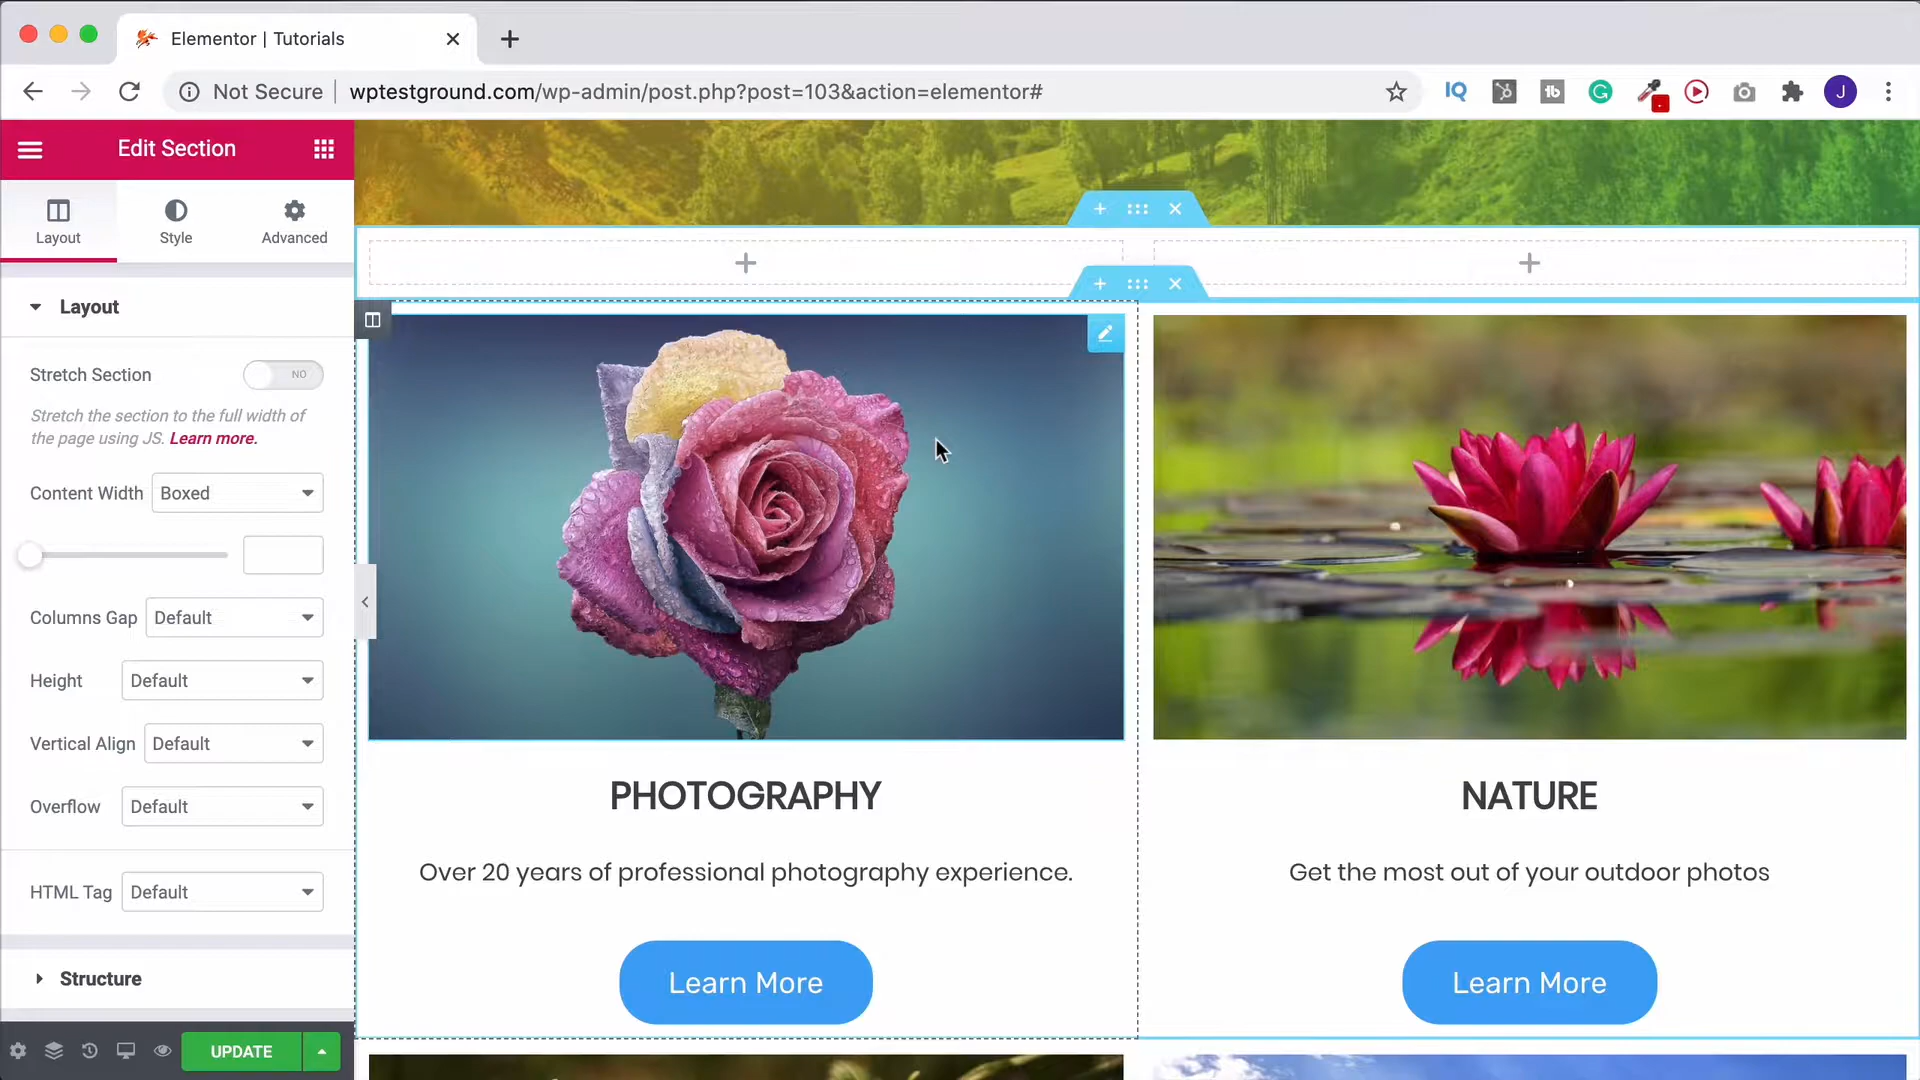 Elementor | Tutorials
Not Secure
wptestground.com/wp-admin/post.php?post=103&action=elementor#
IQ
tb
J
Edit Section
Layout
Style
Advanced
Layout
Stretch Section
NO
Stretch the section to the full width of
the page using JS. Learn more.
Content Width
Boxed
Columns Gap
Default
Height
Default
Vertical Align
Default
Overflow
Default
HTML Tag
Default
Structure
UPDATE
PHOTOGRAPHY
Over 20 years of professional photography experience.
Learn More
NATURE
Get the most out of your outdoor photos
Learn More